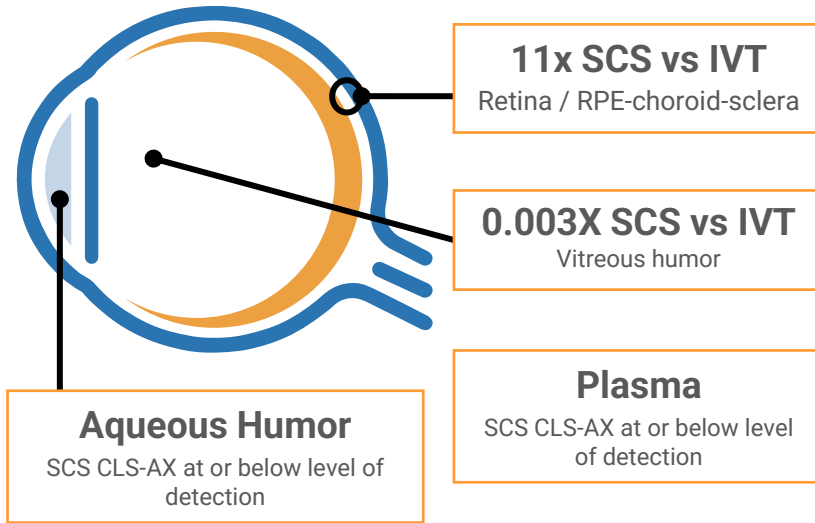 11x SCS vs IVT
Retina / RPE-choroid-sclera
0.003X SCS vs IVT
Vitreous humor
Plasma
SCS CLS-AX at or below level
of detection
Aqueous Humor
SCS CLS-AX at or below level of
detection